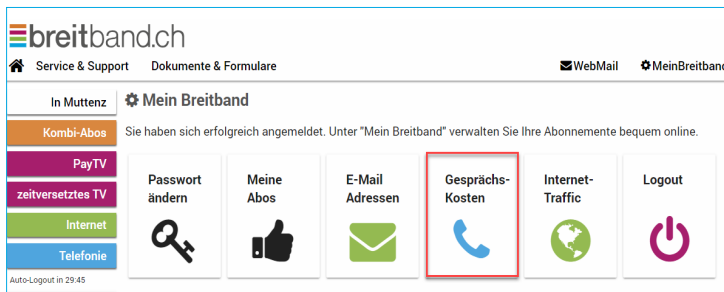 breitband.ch
Service & Support Dokumente & Formulare WebMail MeinBreitband
In Muttenz
Kombi-Abos
PayTV
zeitversetztes TV
Internet
Telefonie
Auto-Logout in 29:45
Mein Breitband
Sie haben sich erfolgreich angemeldet. Unter "Mein Breitband" verwalten Sie Ihre Abonnemente bequem online.
Passwort
ändern
Meine
Abos
E-Mail
Adressen
Gesprächs-
Kosten
Internet-
Traffic
Logout